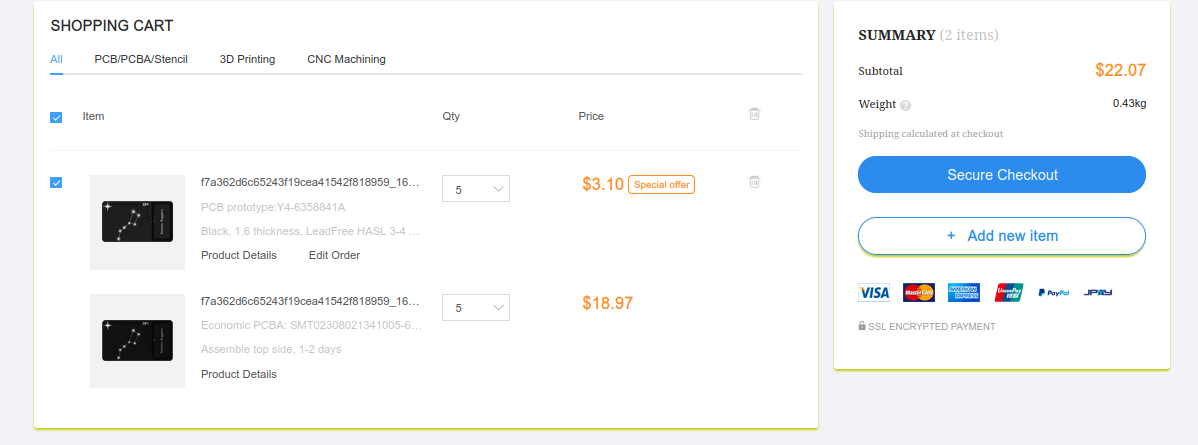 SHOPPING CART
All PCB/PCBA/Stencil 3D Printing CNC Machining
Item Qty Price
f7a362d6c65243f19cea41542f818959_16… 5 $3.10 Special offer
PCB prototype:Y4-6358841A
Black, 1.6 thickness, LeadFree HASL 3-4 …
Product Details Edit Order
f7a362d6c65243f19cea41542f818959_16… 5 $18.97
Economic PCBA: SMT02308021341005-6…
Assemble top side, 1-2 days
Product Details
SUMMARY (2 items)
Subtotal $22.07
Weight ? 0.43kg
Shipping calculated at checkout
Secure Checkout
+ Add new item
VISA MasterCard AMERICAN EXPRESS UnionPay PayPal JPAY
SSL ENCRYPTED PAYMENT